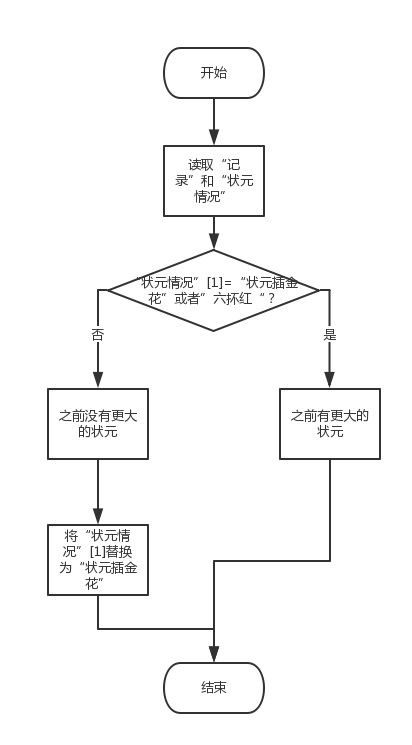 开始
读取“记
录”和“状元
情况”
“状元情况”[1]=“状元插金
花”或者”六抔红“？
否
是
之前没有更大
的状元
之前有更大的
状元
将“状元情
况”[1]替换
为“状元插金
花”
结束